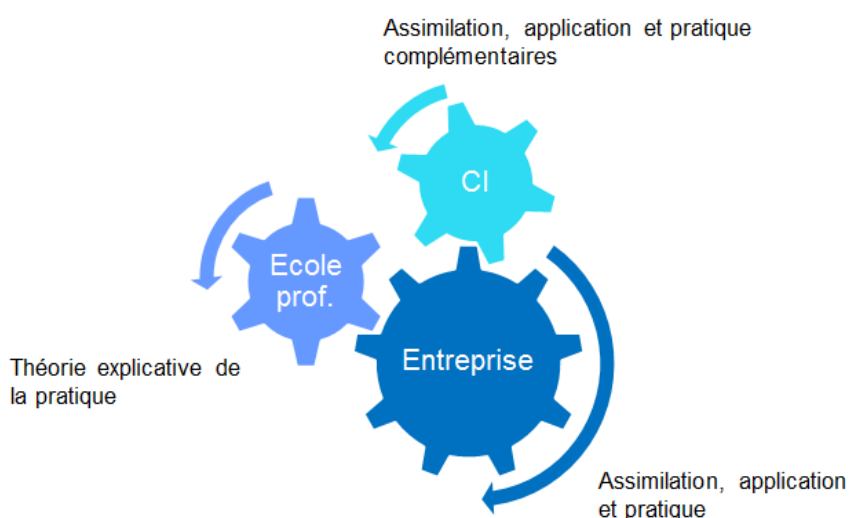 Assimilation, application et pratique
complémentaires
CI
Ecole
prof.
Entreprise
Théorie explicative de
la pratique
Assimilation, application
et pratique